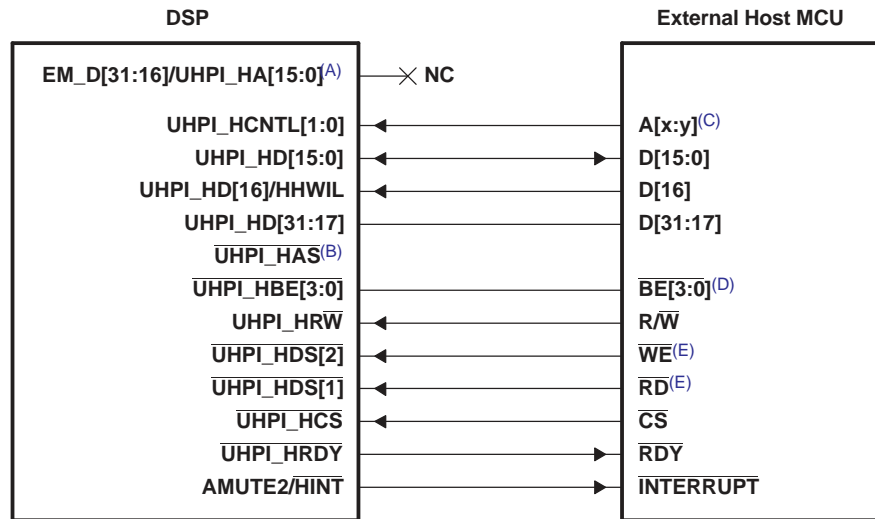 DSP External Host MCU
EM_D[31:16]/UHPI_HA[15:0](A) NC
UHPI_HCNTL[1:0] A[x:y](C)
UHPI_HD[15:0] D[15:0]
UHPI_HD[16]/HHWIL D[16]
UHPI_HD[31:17] D[31:17]
UHPI_HAS(B)
UHPI_HBE[3:0] BE[3:0](D)
UHPI_HRW R/W
UHPI_HDS[2] WE(E)
UHPI_HDS[1] RD(E)
UHPI_HCS CS
UHPI_HRDY RDY
AMUTE2/HINT INTERRUPT